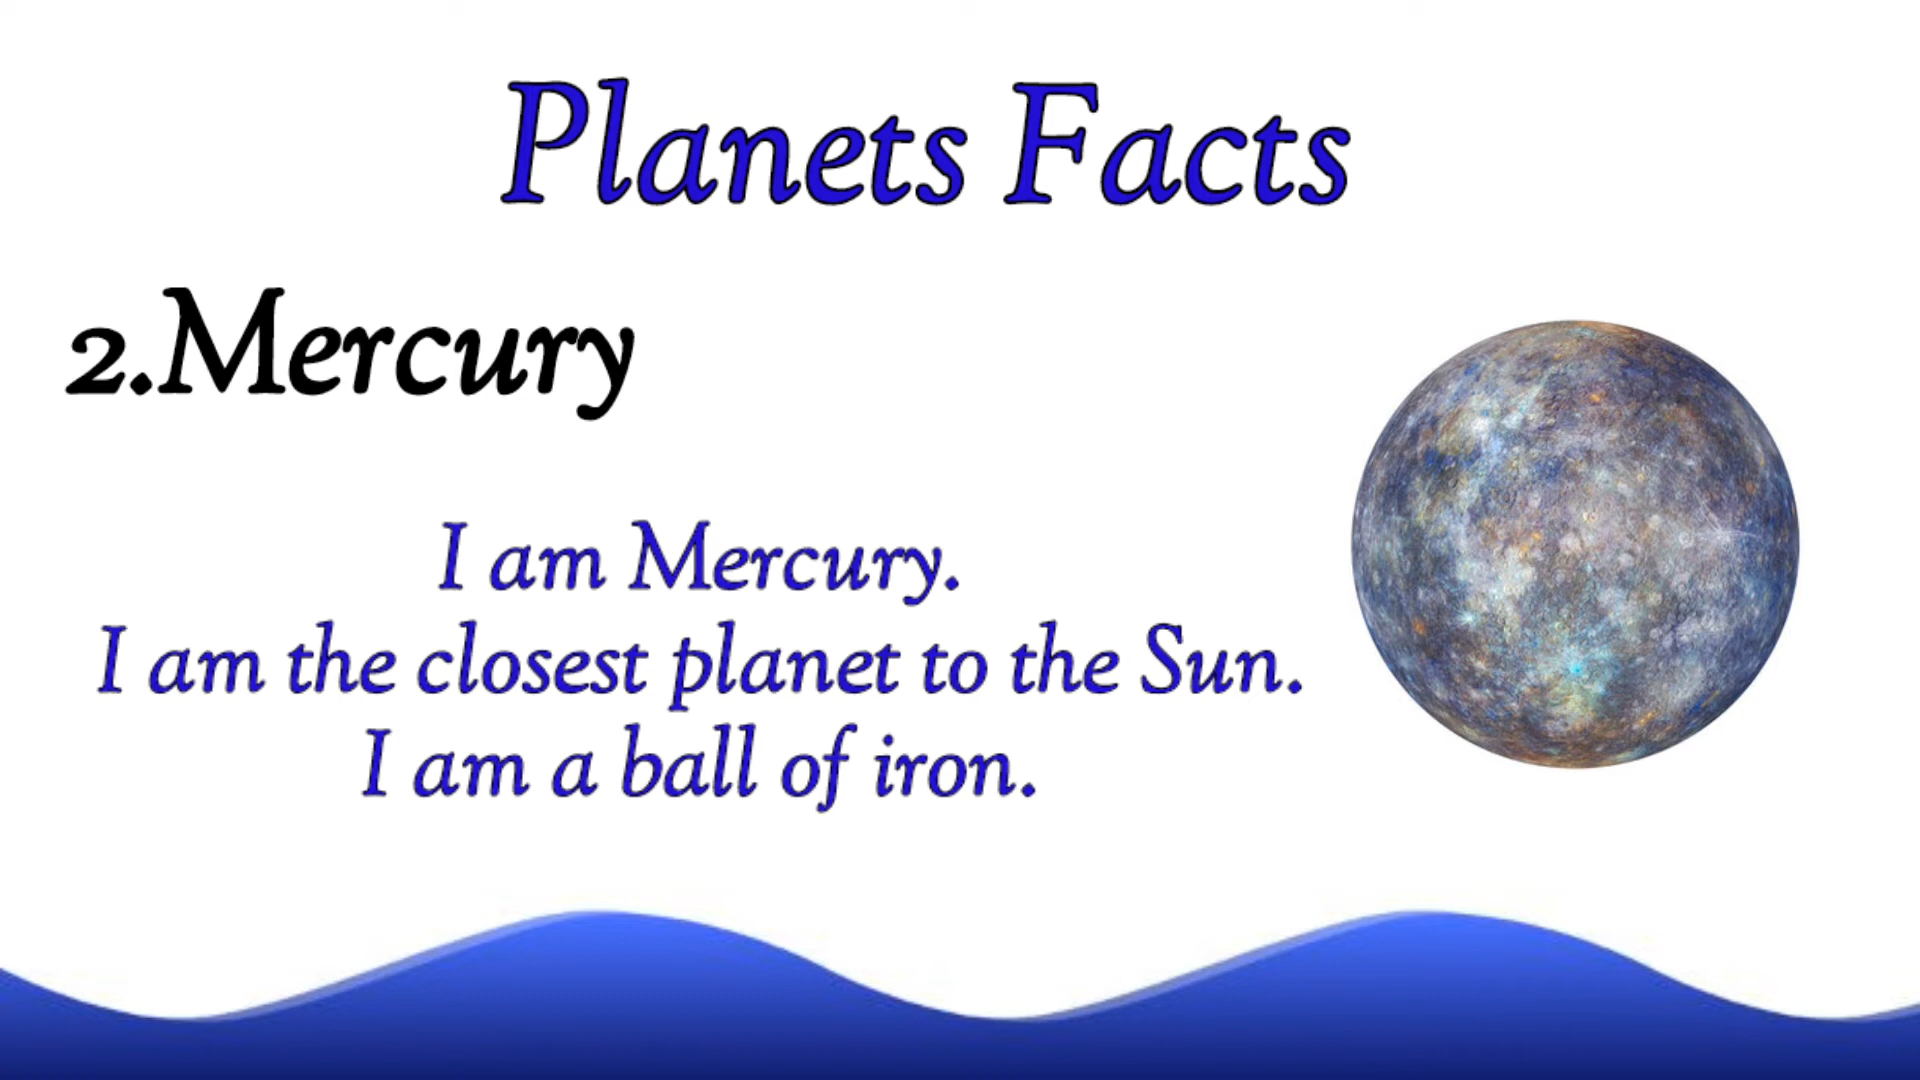 Planets Facts
2.Mercury
I am Mercury.
I am the closest planet to the Sun.
I am a ball of iron.